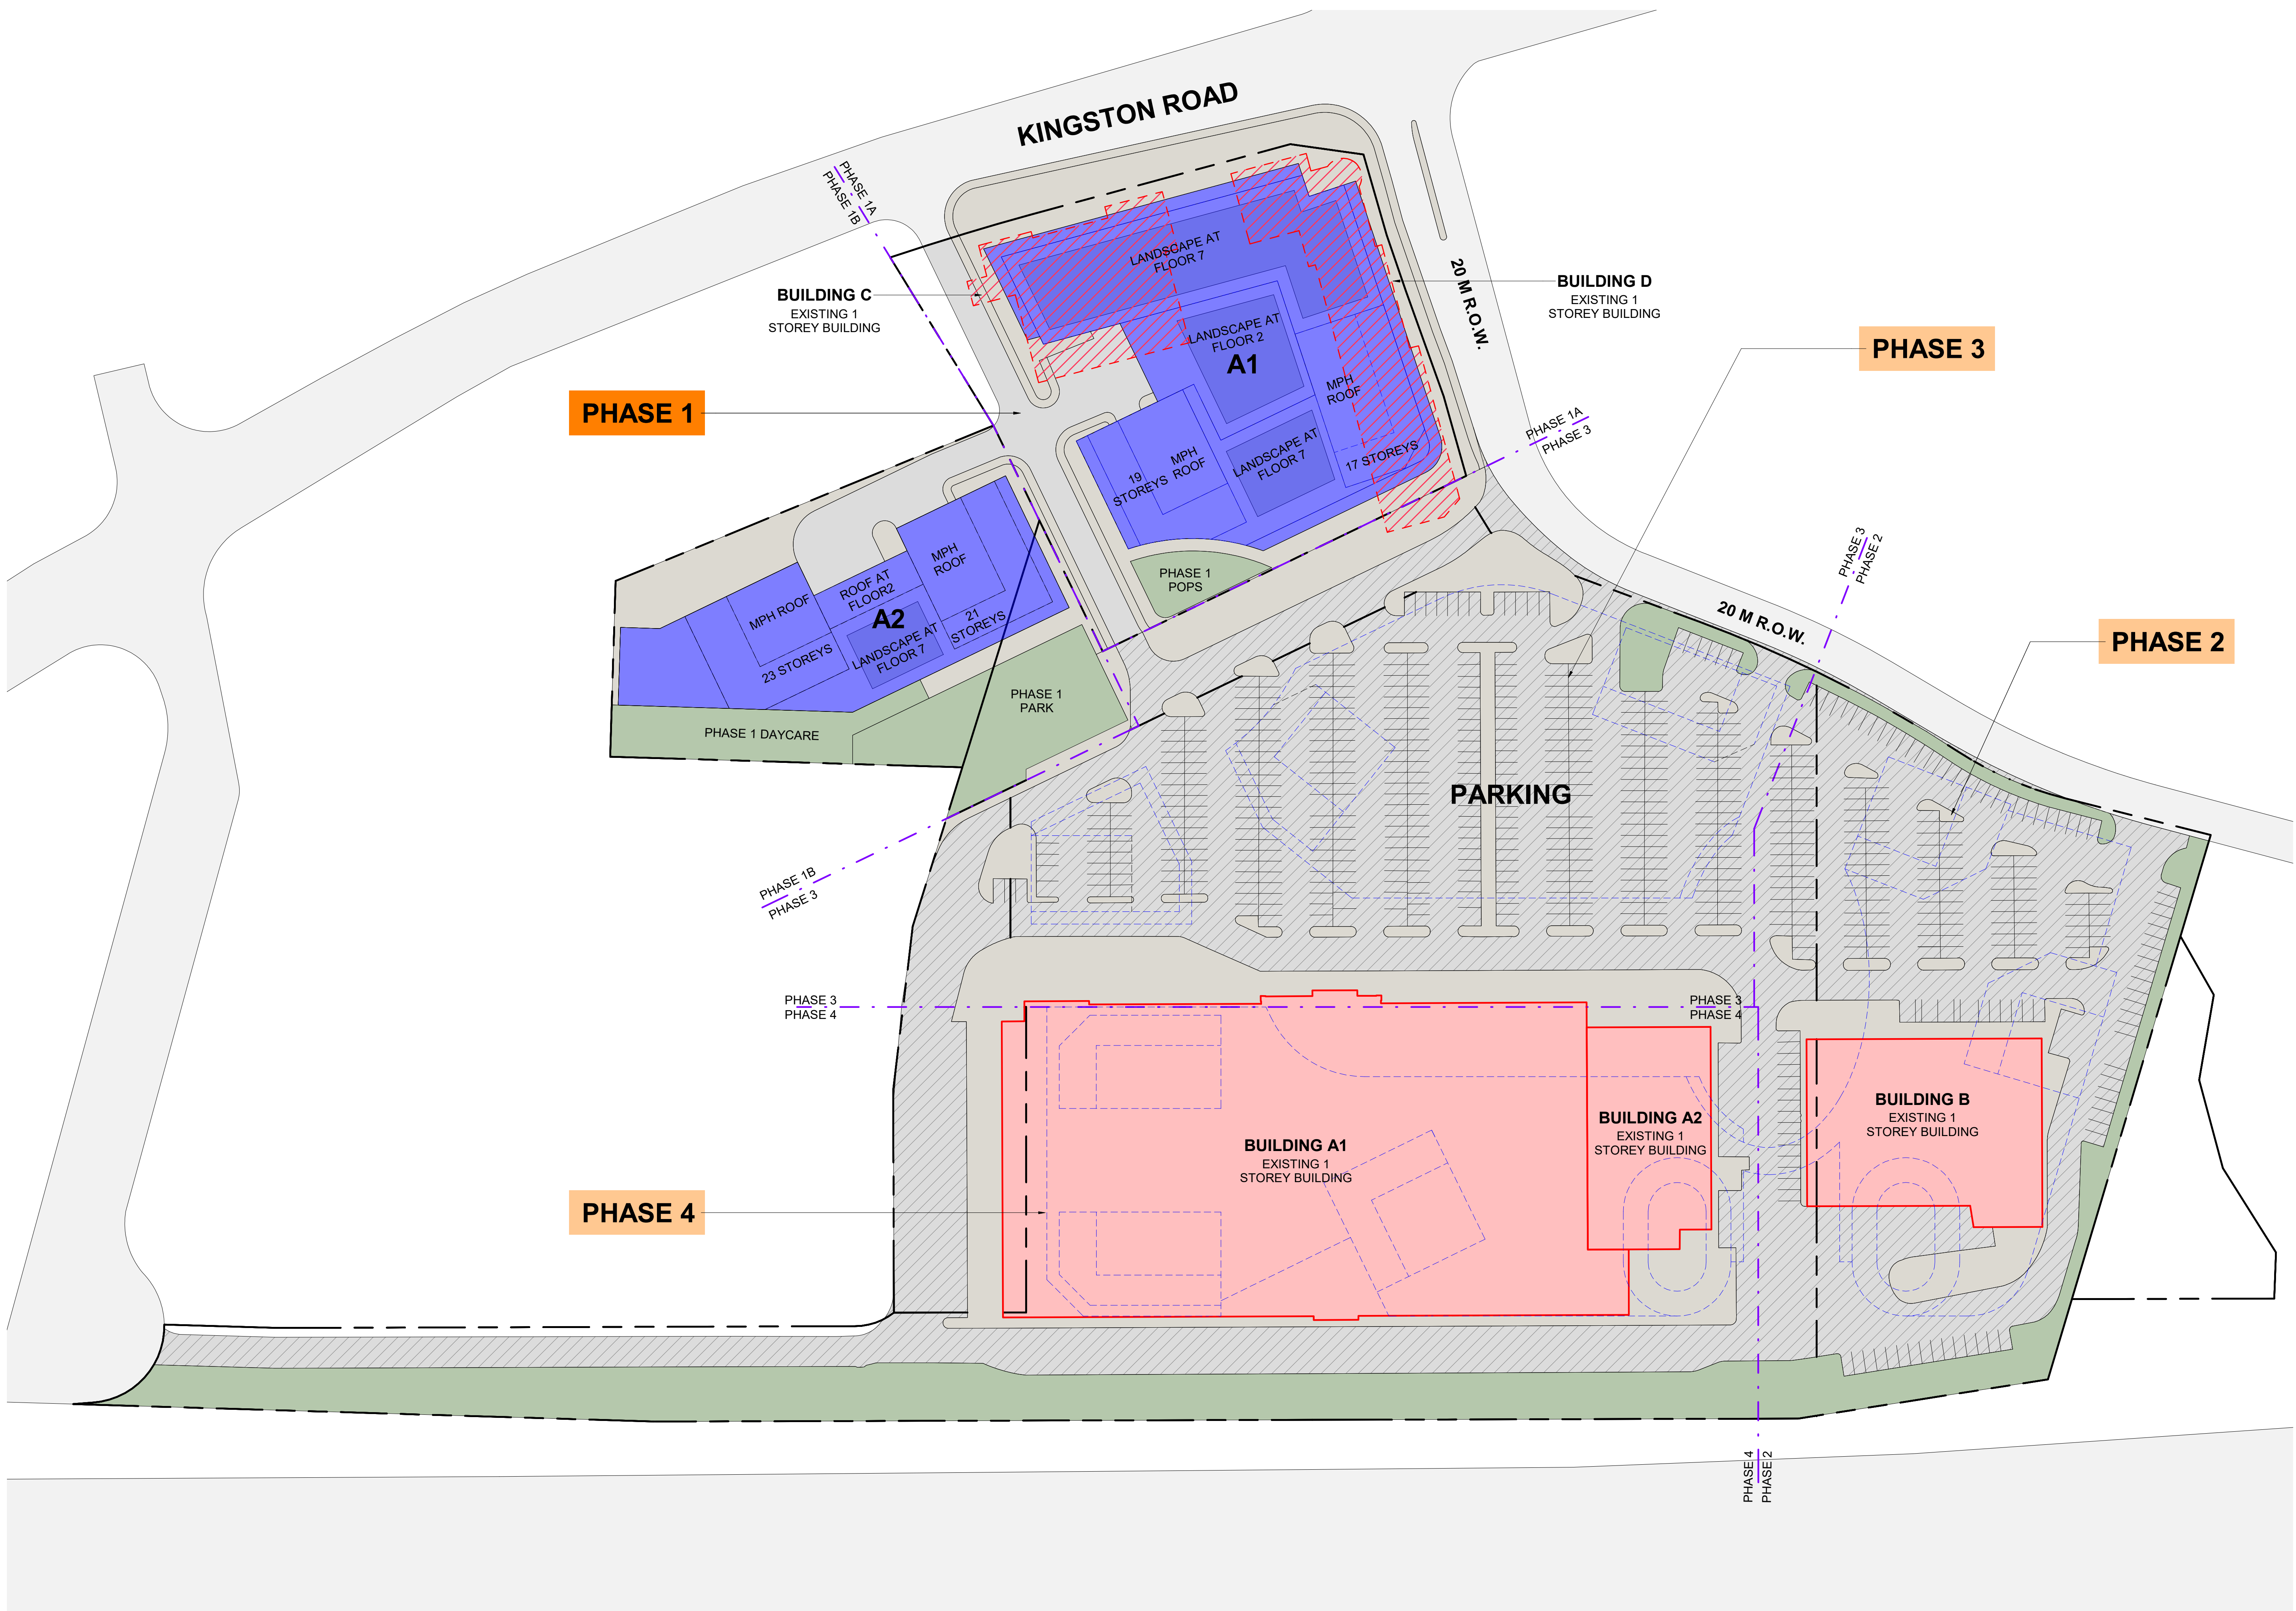 KINGSTON ROAD
PHASE 1A
PHASE 1B
LANDSCAPE AT
FLOOR 7
BUILDING C
EXISTING 1
STOREY BUILDING
BUILDING D
EXISTING 1
STOREY BUILDING
20 M R.O.W.
LANDSCAPE AT
FLOOR 2
A1
PHASE 3
MPH
ROOF
PHASE 1
PHASE 1A
PHASE 3
LANDSCAPE AT
FLOOR 7
17 STOREYS
MPH
ROOF
19
STOREYS
MPH
ROOF
PHASE 1
POPS
PHASE 3
PHASE 2
ROOF AT
FLOOR2
MPH ROOF
A2
21
STOREYS
20 M R.O.W.
PHASE 2
LANDSCAPE AT
FLOOR 7
23 STOREYS
PHASE 1
PARK
PHASE 1 DAYCARE
PARKING
PHASE 1B
PHASE 3
PHASE 3
PHASE 4
PHASE 3
PHASE 4
BUILDING A1
EXISTING 1
STOREY BUILDING
BUILDING A2
EXISTING 1
STOREY BUILDING
BUILDING B
EXISTING 1
STOREY BUILDING
PHASE 4
PHASE 4
PHASE 2